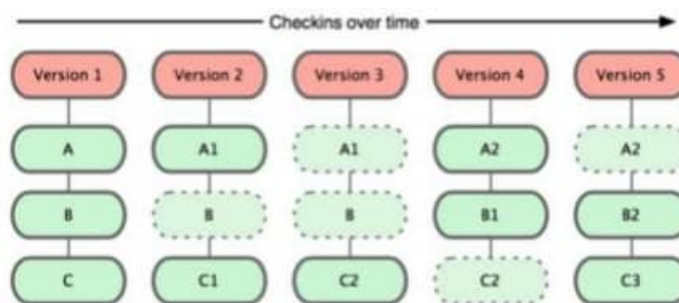 Checkins over time
Version 1 Version 2 Version 3 Version 4 Version 5
A A1 A1 A2 A2
B B B B1 B2
C C1 C2 C2 C3